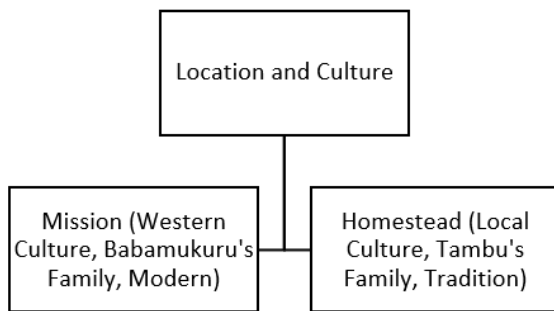 Location and Culture
Mission (Western
Culture, Babamukuru's
Family, Modern)
Homestead (Local
Culture, Tambu's
Family, Tradition)